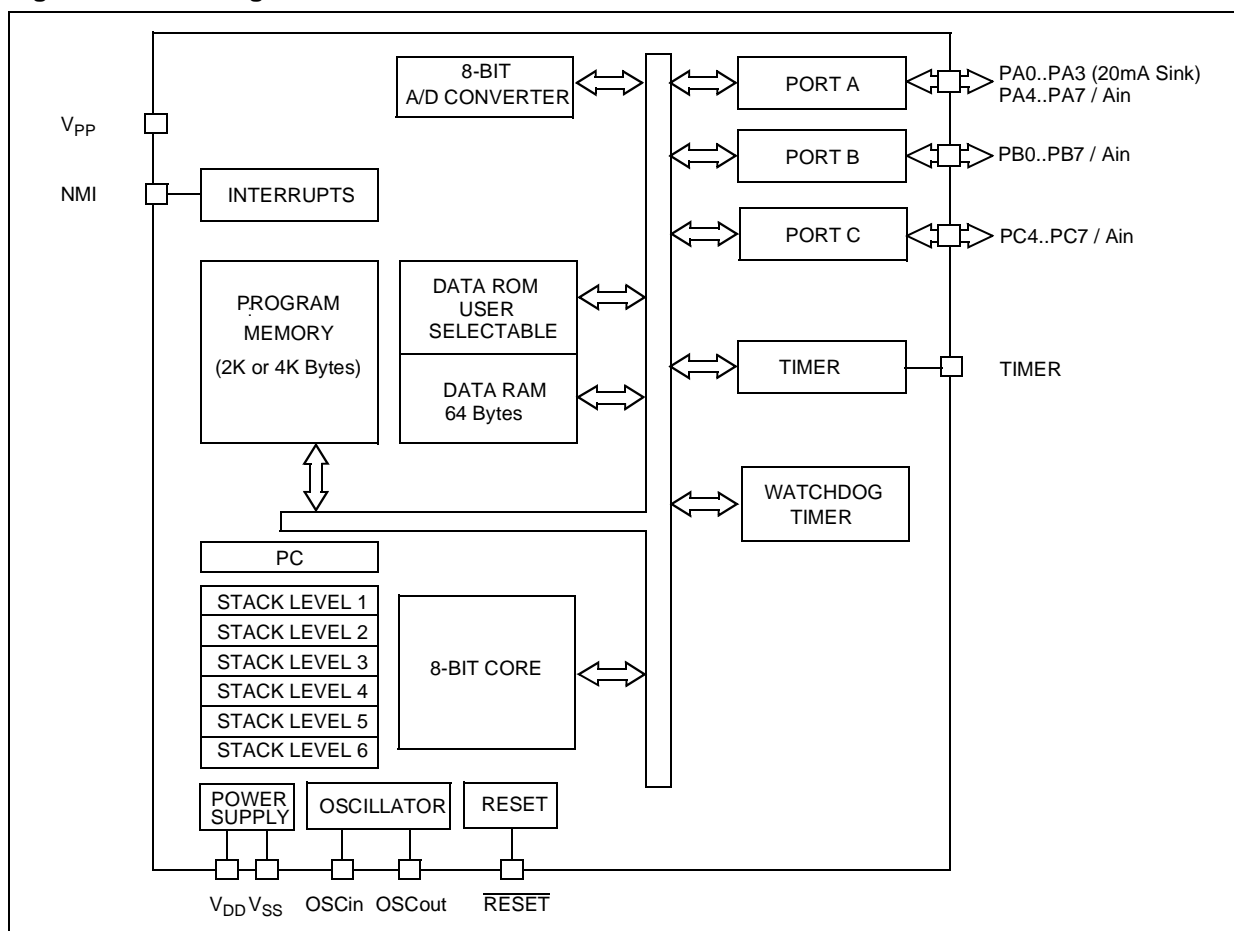 8-BIT
A/D CONVERTER
PORT A
PA0..PA3 (20mA Sink)
PA4..PA7 / Ain
VPP
PORT B
PB0..PB7 / Ain
NMI
INTERRUPTS
PORT C
PC4..PC7 / Ain
PROGRAM
MEMORY
(2K or 4K Bytes)
DATA ROM
USER
SELECTABLE
DATA RAM
64 Bytes
TIMER
TIMER
WATCHDOG
TIMER
PC
STACK LEVEL 1
STACK LEVEL 2
STACK LEVEL 3
STACK LEVEL 4
STACK LEVEL 5
STACK LEVEL 6
8-BIT CORE
POWER
SUPPLY
OSCILLATOR
RESET
VDD VSS
OSCin OSCout
RESET